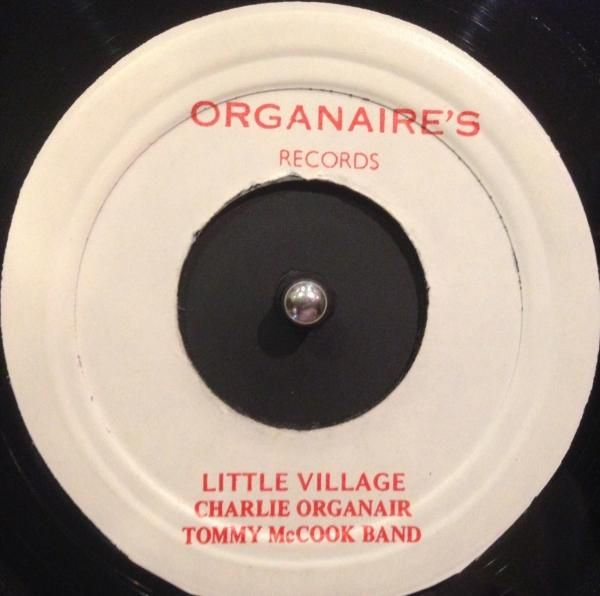 ORGANAIRE'S
RECORDS
LITTLE VILLAGE
CHARLIE ORGANAIR
TOMMY McCOOK BAND